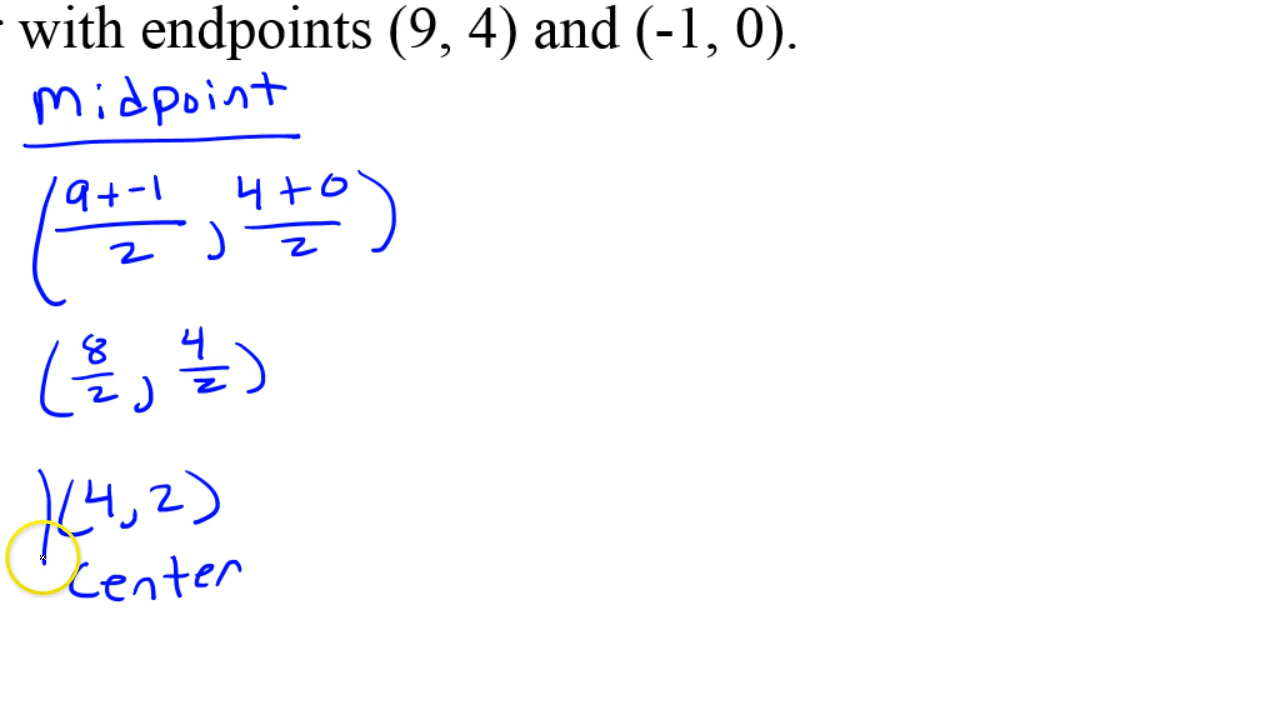 with endpoints (9, 4) and (-1, 0).
midpoint
(9+-1/2, 4+0/2)
(8/2, 4/2)
(4,2)
center